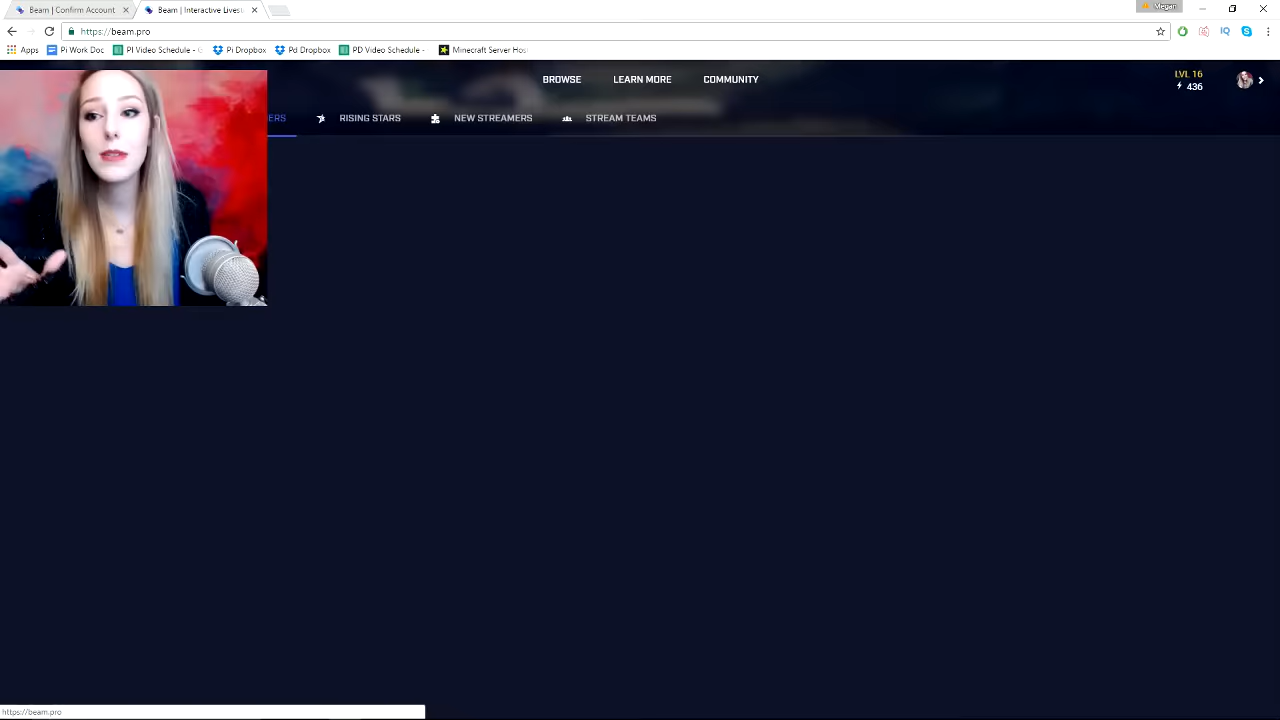 Beam | Confirm Account
Beam | Interactive Livest
Megan
https://beam.pro
Apps
Pi Work Doc
PI Video Schedule - G
Pi Dropbox
Pd Dropbox
PD Video Schedule -
Minecraft Server Hos
IQ
BROWSE
LEARN MORE
COMMUNITY
LVL 16
436
ERS
RISING STARS
NEW STREAMERS
STREAM TEAMS
https://beam.pro